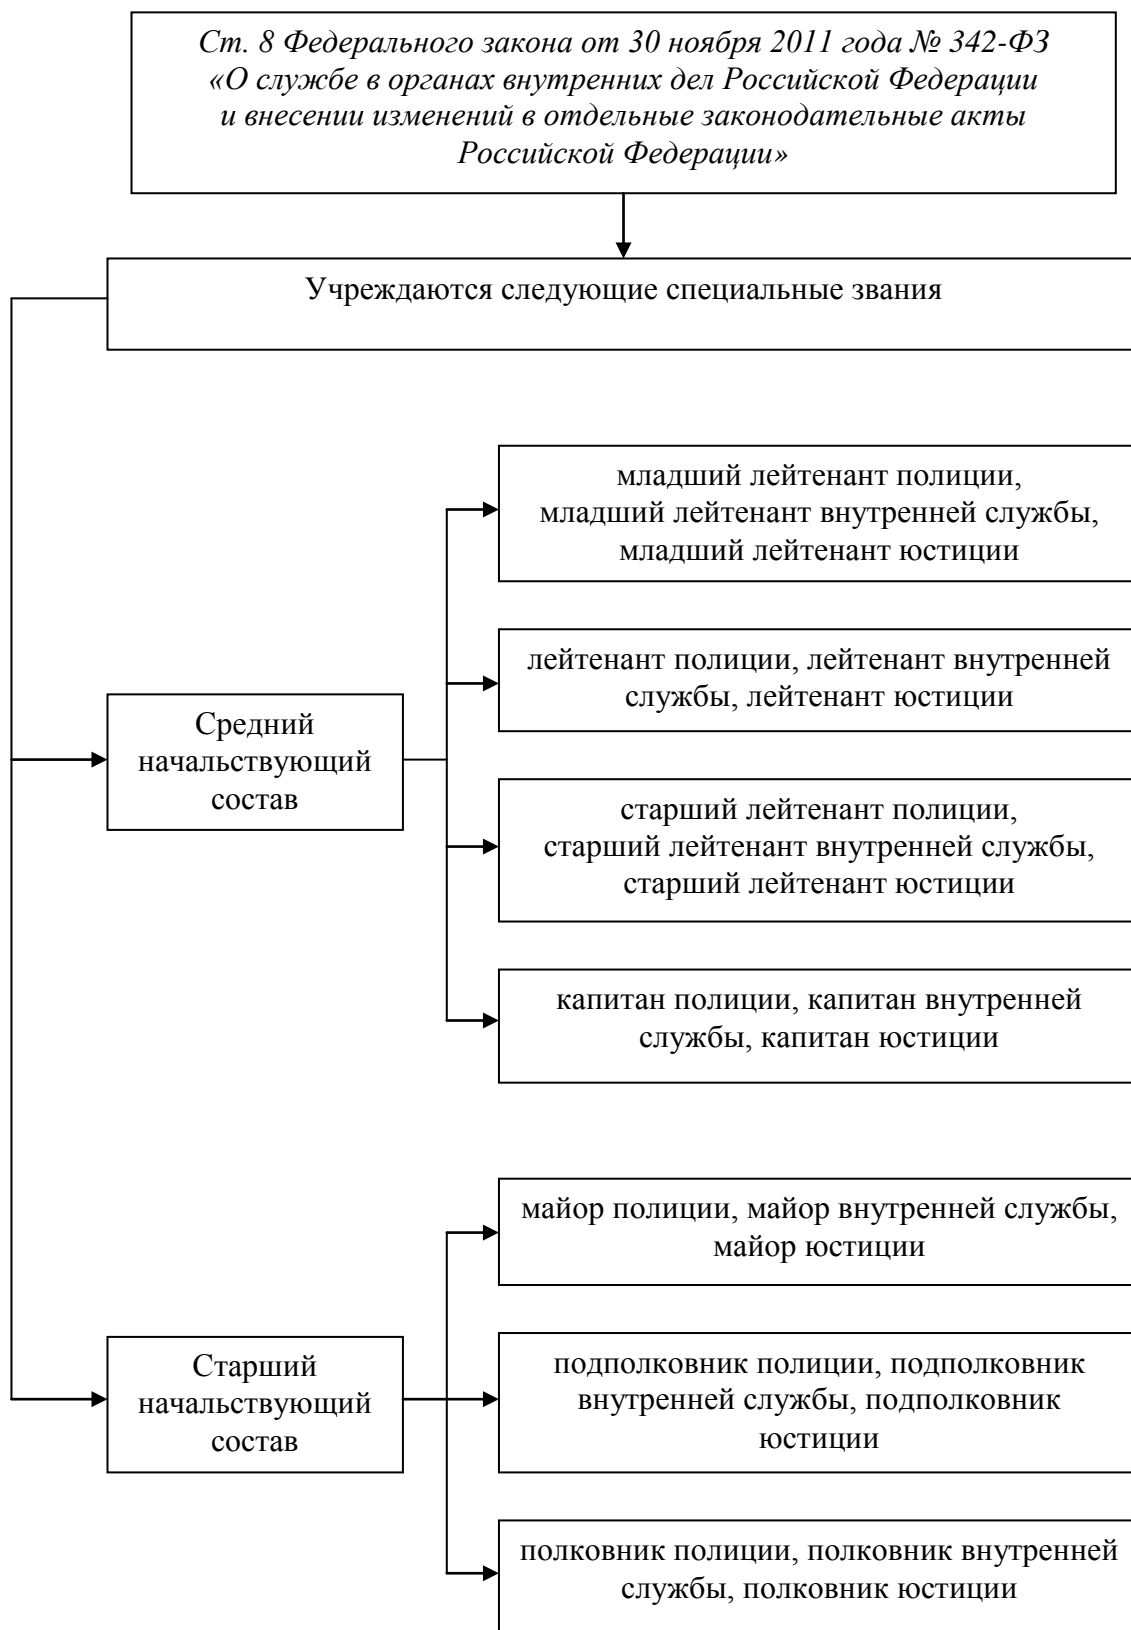 Ст. 8 Федерального закона от 30 ноября 2011 года № 342-ФЗ
«О службе в органах внутренних дел Российской Федерации
и внесении изменений в отдельные законодательные акты
Российской Федерации»
Учреждаются следующие специальные звания
Средний
начальствующий
состав
младший лейтенант полиции,
младший лейтенант внутренней службы,
младший лейтенант юстиции
лейтенант полиции, лейтенант внутренней
службы, лейтенант юстиции
старший лейтенант полиции,
старший лейтенант внутренней службы,
старший лейтенант юстиции
капитан полиции, капитан внутренней
службы, капитан юстиции
Старший
начальствующий
состав
майор полиции, майор внутренней службы,
майор юстиции
подполковник полиции, подполковник
внутренней службы, подполковник
юстиции
полковник полиции, полковник внутренней
службы, полковник юстиции